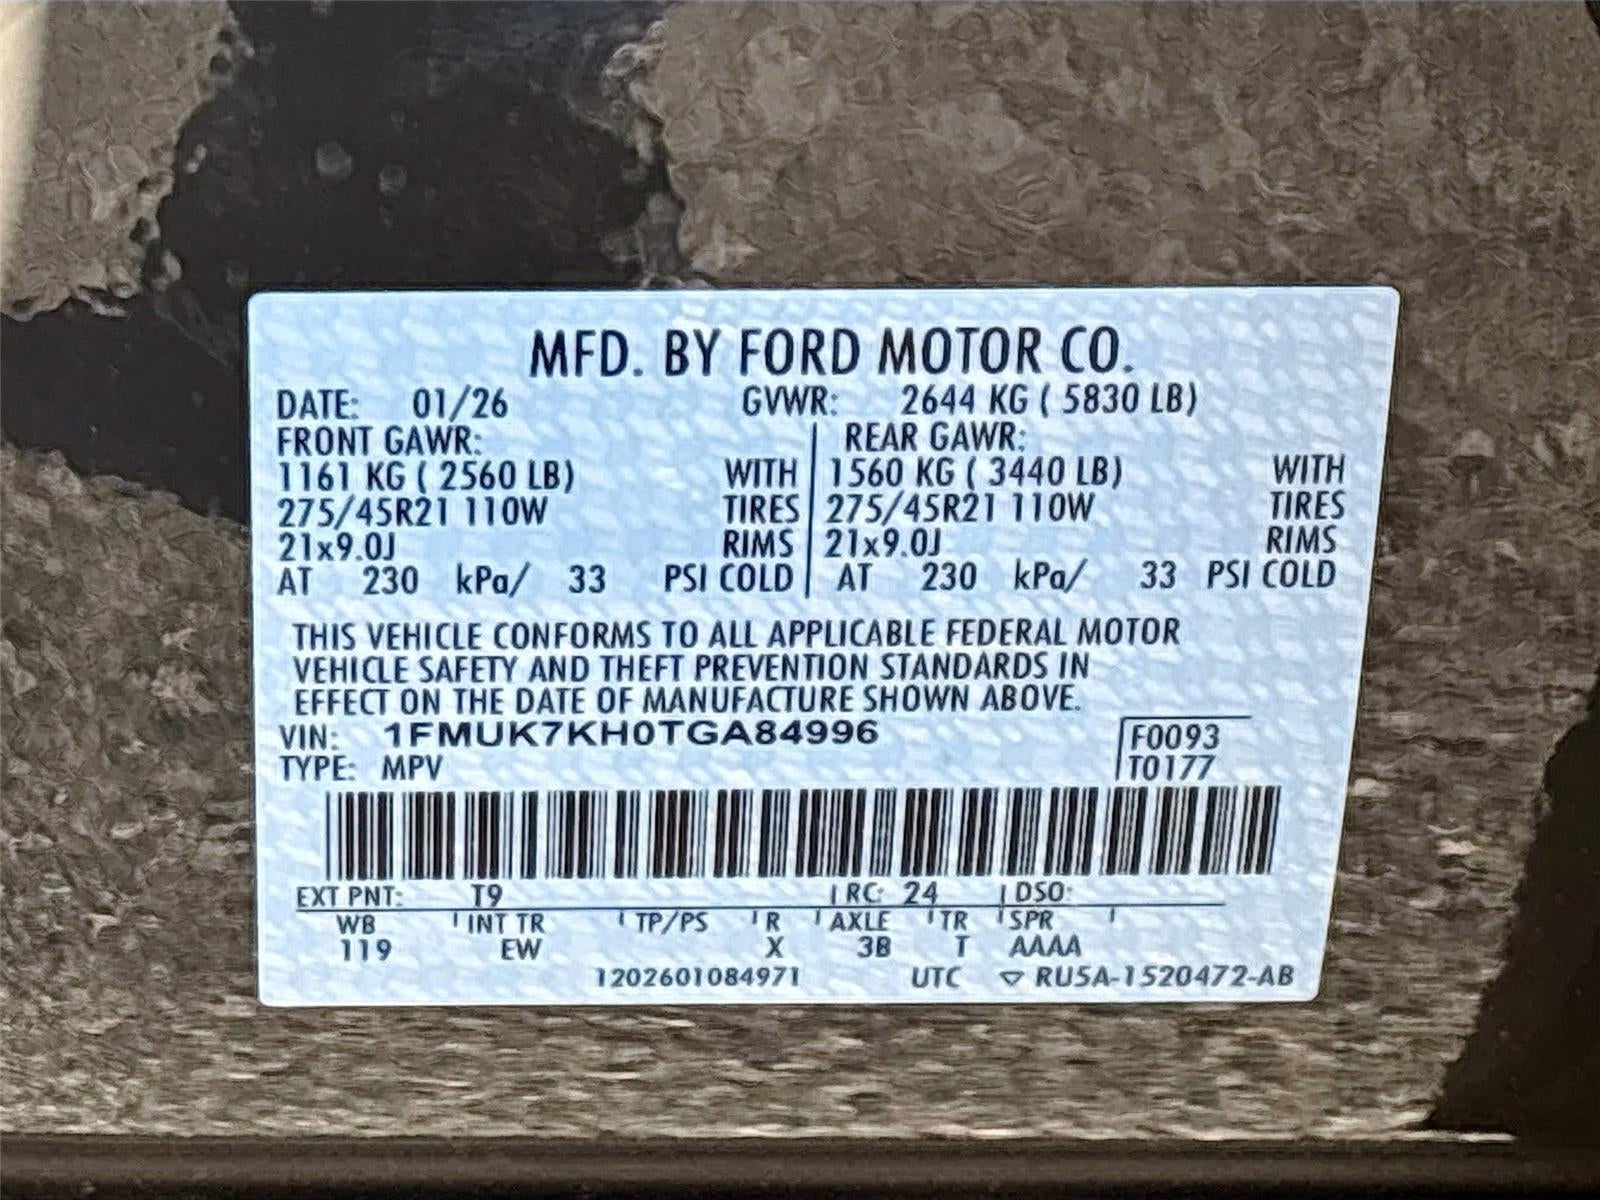 MFD. BY FORD MOTOR CO.
DATE: 01/26 GVWR: 2644 KG ( 5830 LB)
FRONT GAWR: REAR GAWR:
1161 KG ( 2560 LB) WITH 1560 KG ( 3440 LB) WITH
275/45R21 110W TIRES 275/45R21 110W TIRES
21x9.0J RIMS 21x9.0J RIMS
AT 230 kPa/ 33 PSI COLD AT 230 kPa/ 33 PSI COLD
THIS VEHICLE CONFORMS TO ALL APPLICABLE FEDERAL MOTOR
VEHICLE SAFETY AND THEFT PREVENTION STANDARDS IN
EFFECT ON THE DATE OF MANUFACTURE SHOWN ABOVE.
VIN: 1FMUK7KH0TGA84996 F0093
TYPE: MPV T0177
EXT PNT: T9 RC: 24 DSO:
WB INT TR TP/PS R AXLE TR SPR
119 EW X 3B T AAAA
1202601084971 UTC ▽ RU5A-1520472-AB